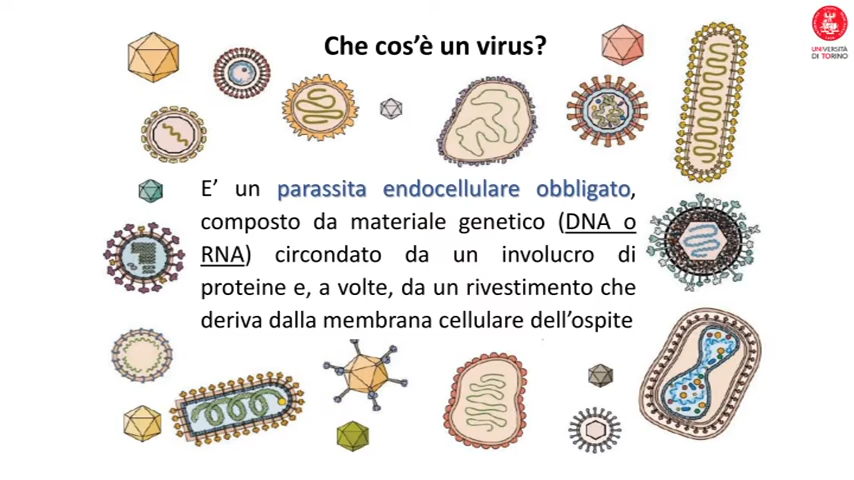 Che cos’è un virus?
UNIVERSITÀ
DI TORINO
E’ un parassita endocellulare obbligato,
composto da materiale genetico (DNA o
RNA) circondato da un involucro di
proteine e, a volte, da un rivestimento che
deriva dalla membrana cellulare dell’ospite